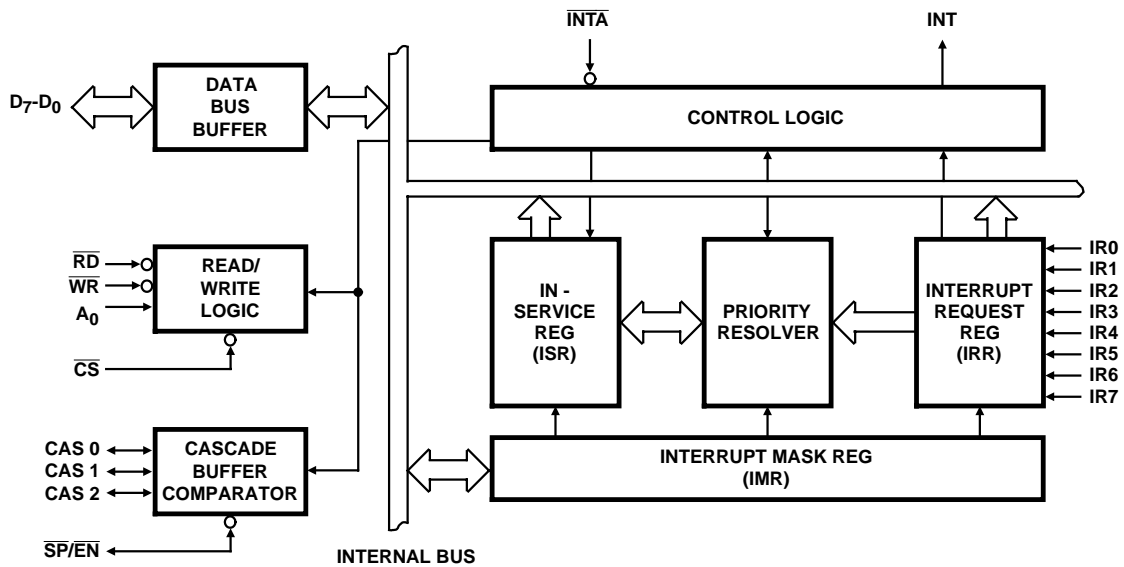 INTA
INT
D7-D0
DATA
BUS
BUFFER
CONTROL LOGIC
RD
WR
A0
CS
READ/
WRITE
LOGIC
IN -
SERVICE
REG
(ISR)
PRIORITY
RESOLVER
INTERRUPT
REQUEST
REG
(IRR)
IR0
IR1
IR2
IR3
IR4
IR5
IR6
IR7
CAS 0
CAS 1
CAS 2
CASCADE
BUFFER
COMPARATOR
INTERRUPT MASK REG
(IMR)
SP/EN
INTERNAL BUS